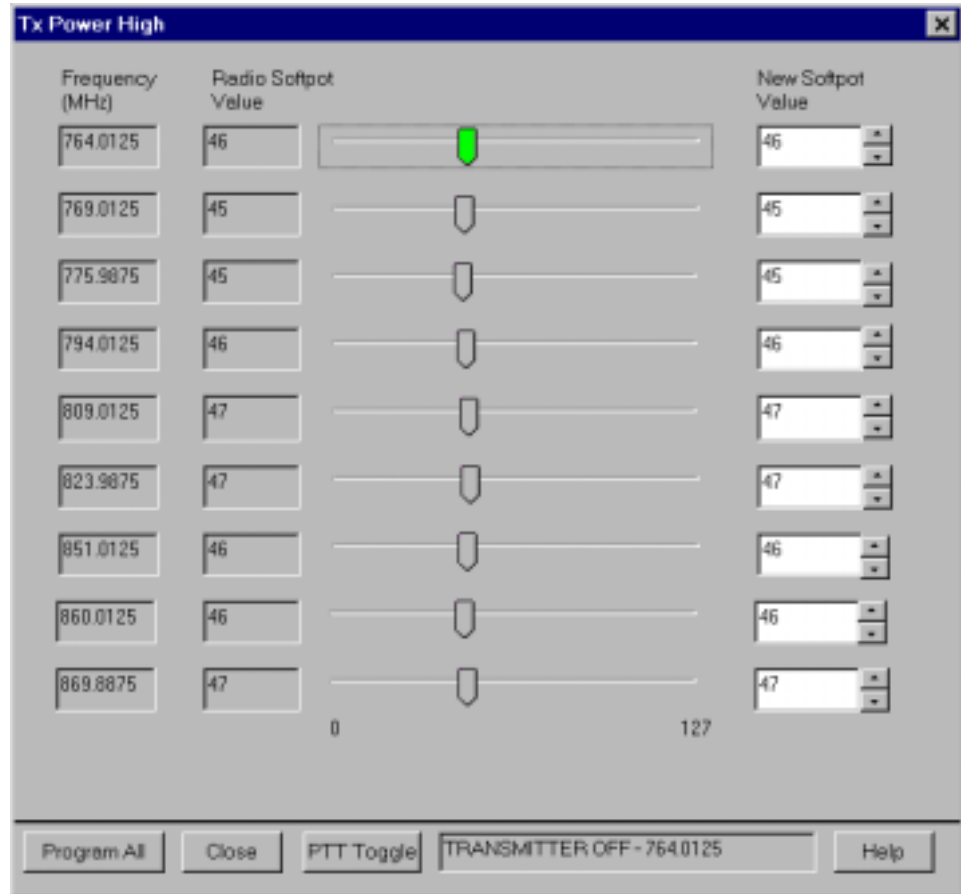 Tx Power High
Frequency (MHz) Radio Softpot Value New Softpot Value
764.0125 46 46
769.0125 45 45
775.9875 45 45
794.0125 46 46
809.0125 47 47
823.9875 47 47
851.0125 46 46
860.0125 46 46
869.8875 47 47
0 127
Program All Close PTT Toggle TRANSMITTER OFF - 764.0125 Help